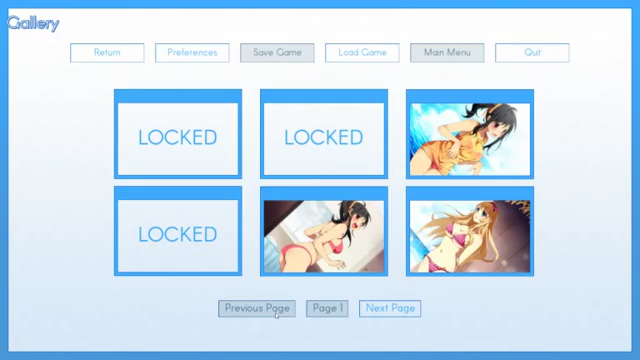 Gallery
Return Preferences Save Game Load Game Main Menu Quit
LOCKED LOCKED
LOCKED
Previous Page Page 1 Next Page